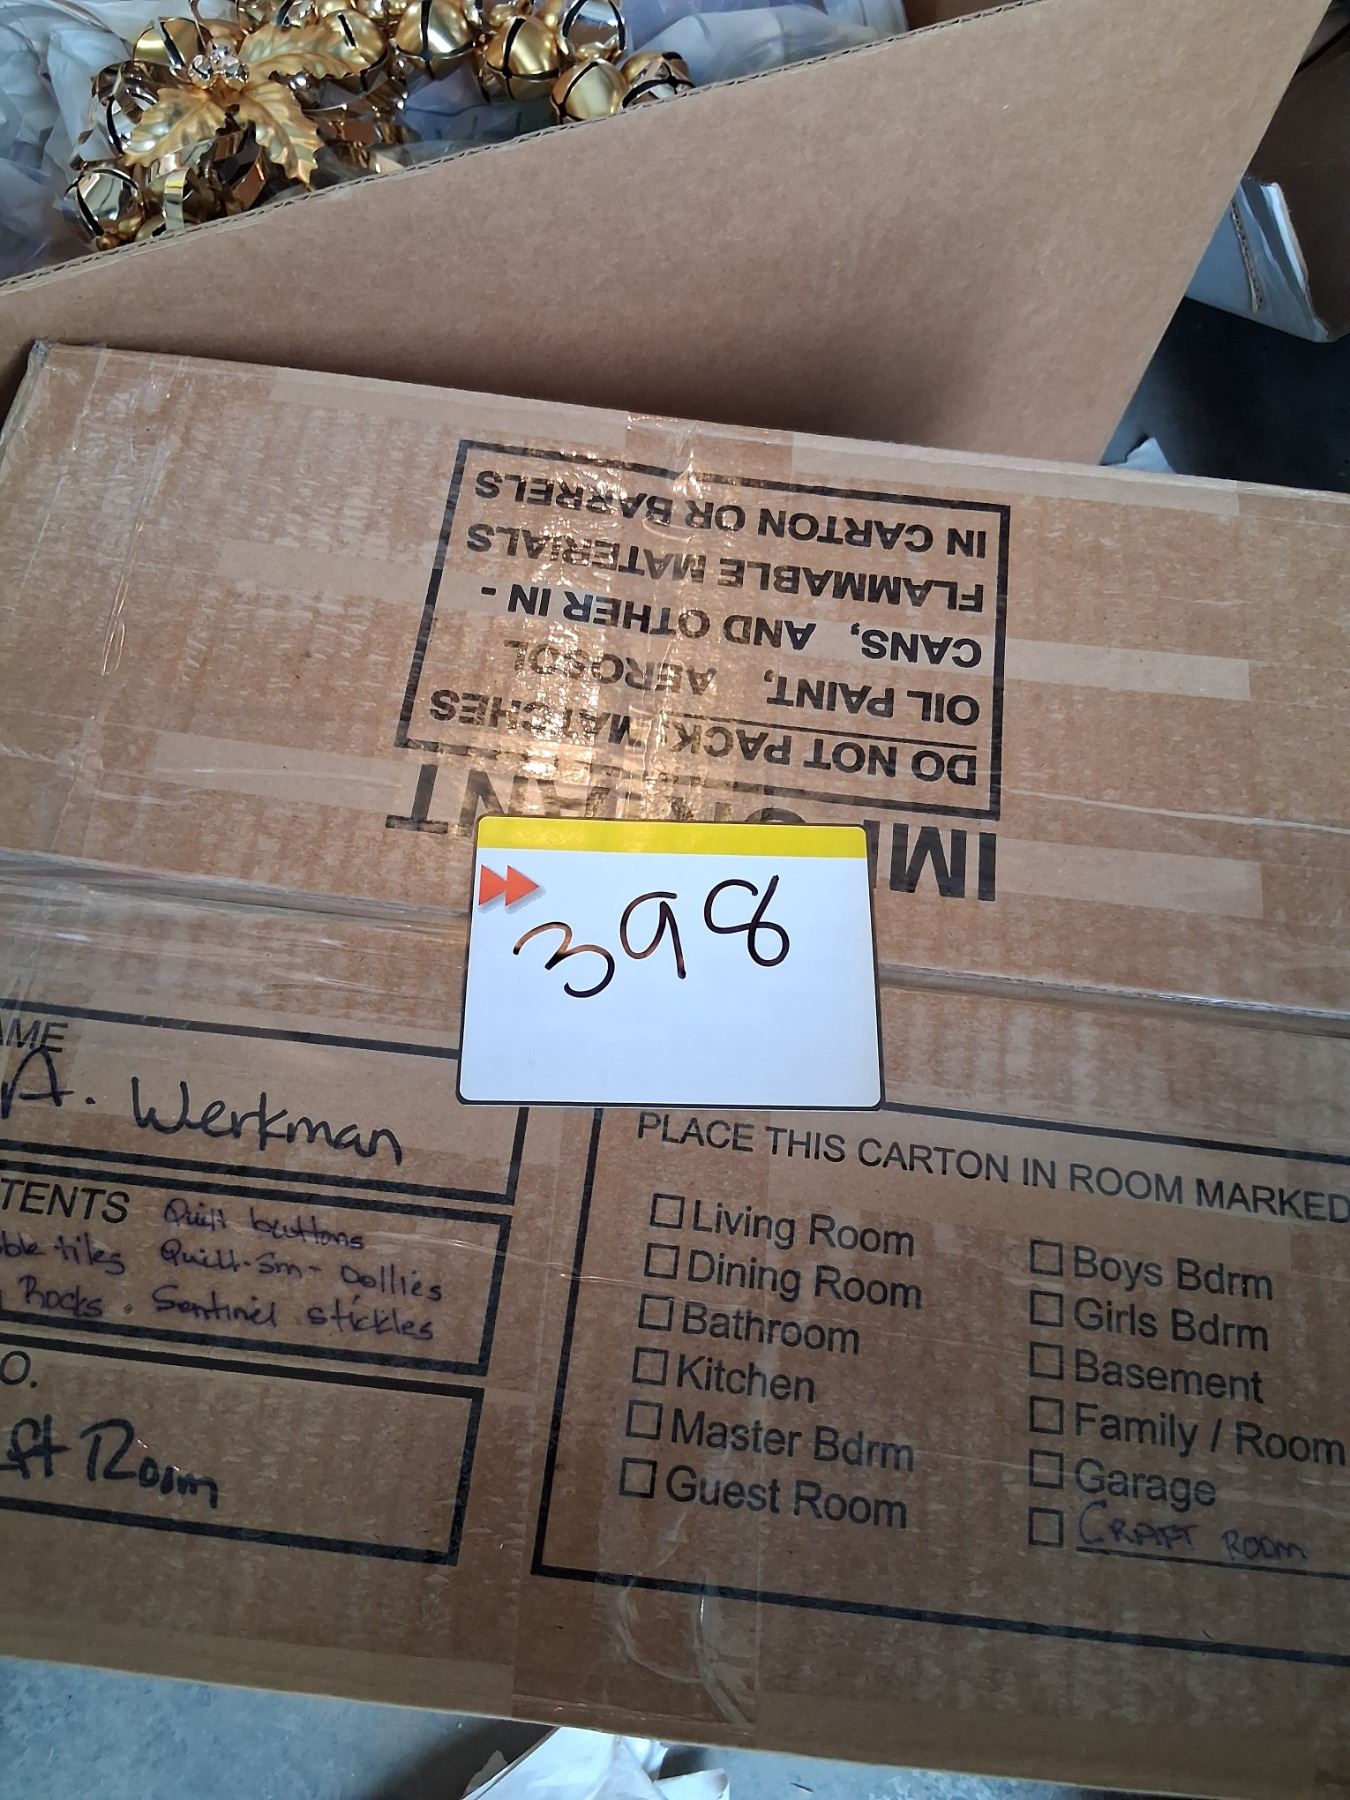 IMPORTANT
DO NOT PACK MATCHES
OIL PAINT, AEROSOL
CANS, AND OTHER IN -
FLAMMABLE MATERIALS
IN CARTON OR BARRELS
398
AME
A. Werkman
TENTS Quilt buttons
ble tiles Quilt-Sm- Dollies
Rocks. Sentinel stickles
O.
ft Room
PLACE THIS CARTON IN ROOM MARKED
Living Room
Dining Room
Bathroom
Kitchen
Master Bdrm
Guest Room
Boys Bdrm
Girls Bdrm
Basement
Family / Room
Garage
CRAFT ROOM